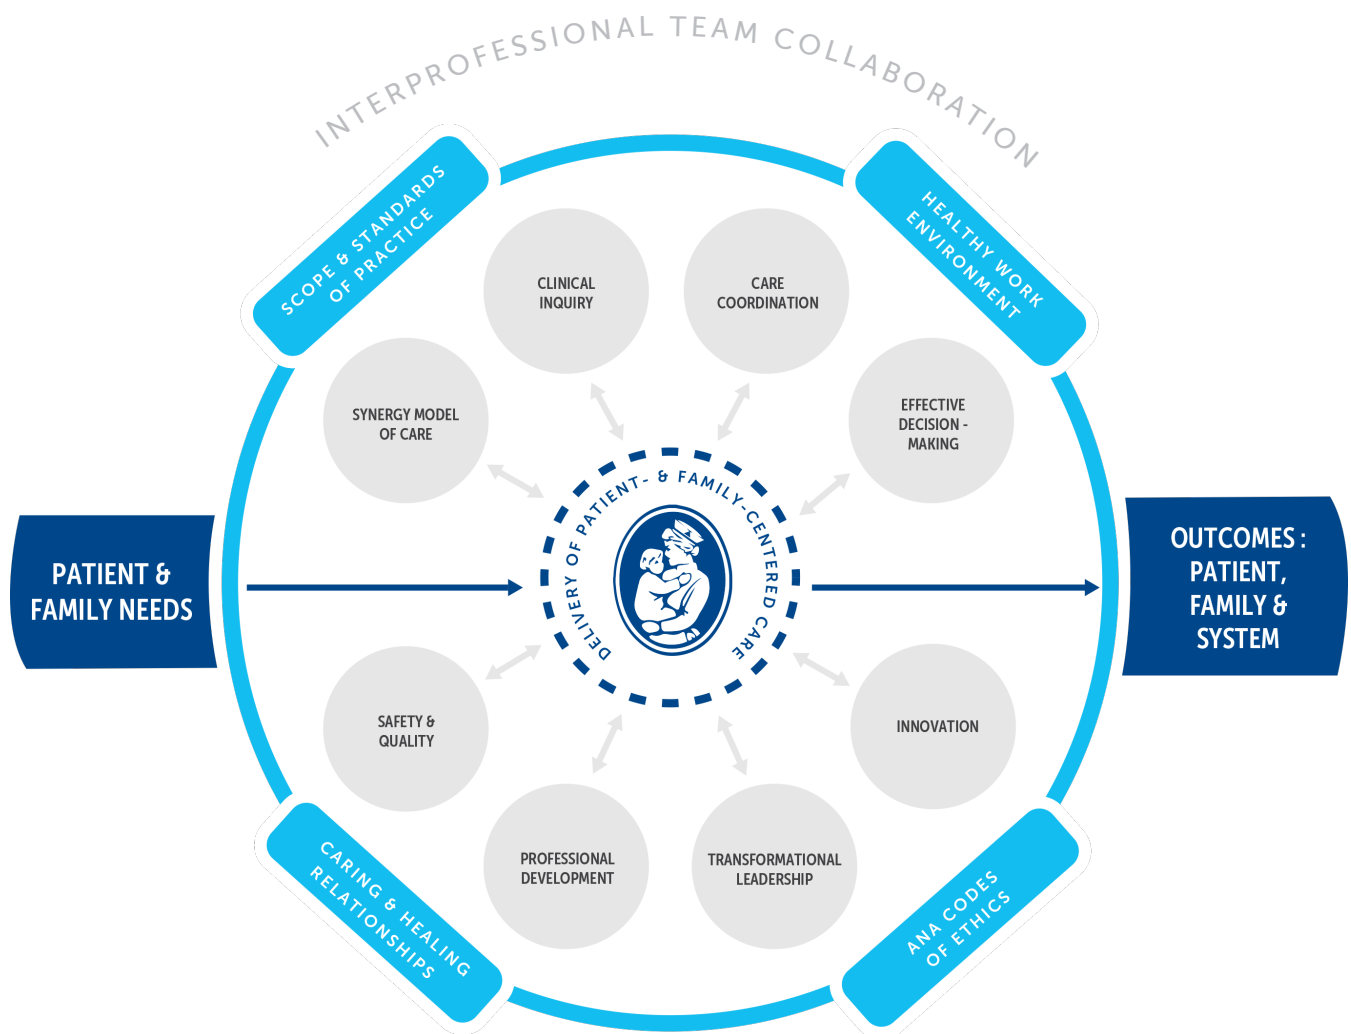 INTERPROFESSIONAL TEAM COLLABORATION
SCOPE & STANDARDS
OF PRACTICE
HEALTHY WORK
ENVIRONMENT
CLINICAL
INQUIRY
CARE
COORDINATION
SYNERGY MODEL
OF CARE
EFFECTIVE
DECISION -
MAKING
PATIENT &
FAMILY NEEDS
DELIVERY OF PATIENT- & FAMILY-CENTERED CARE
OUTCOMES :
PATIENT,
FAMILY &
SYSTEM
SAFETY &
QUALITY
INNOVATION
PROFESSIONAL
DEVELOPMENT
TRANSFORMATIONAL
LEADERSHIP
CARING & HEALING
RELATIONSHIPS
ANA CODES
OF ETHICS